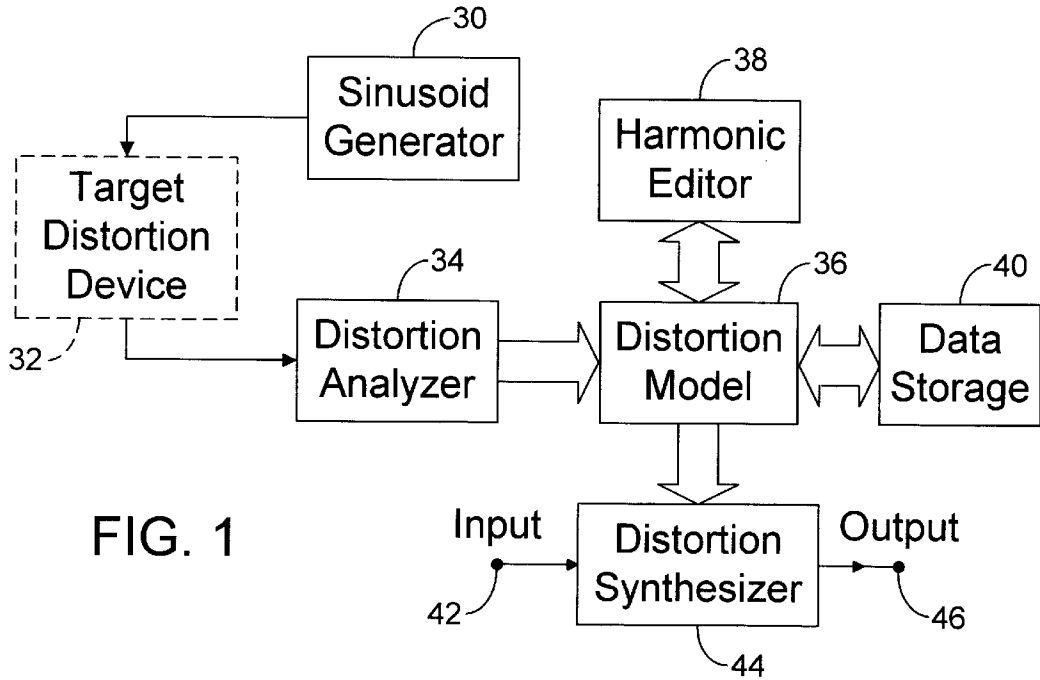 30
Sinusoid
Generator
38
Harmonic
Editor
Target
Distortion
Device
32
34
Distortion
Analyzer
36
Distortion
Model
40
Data
Storage
FIG. 1
Input
42
Distortion
Synthesizer
44
Output
46